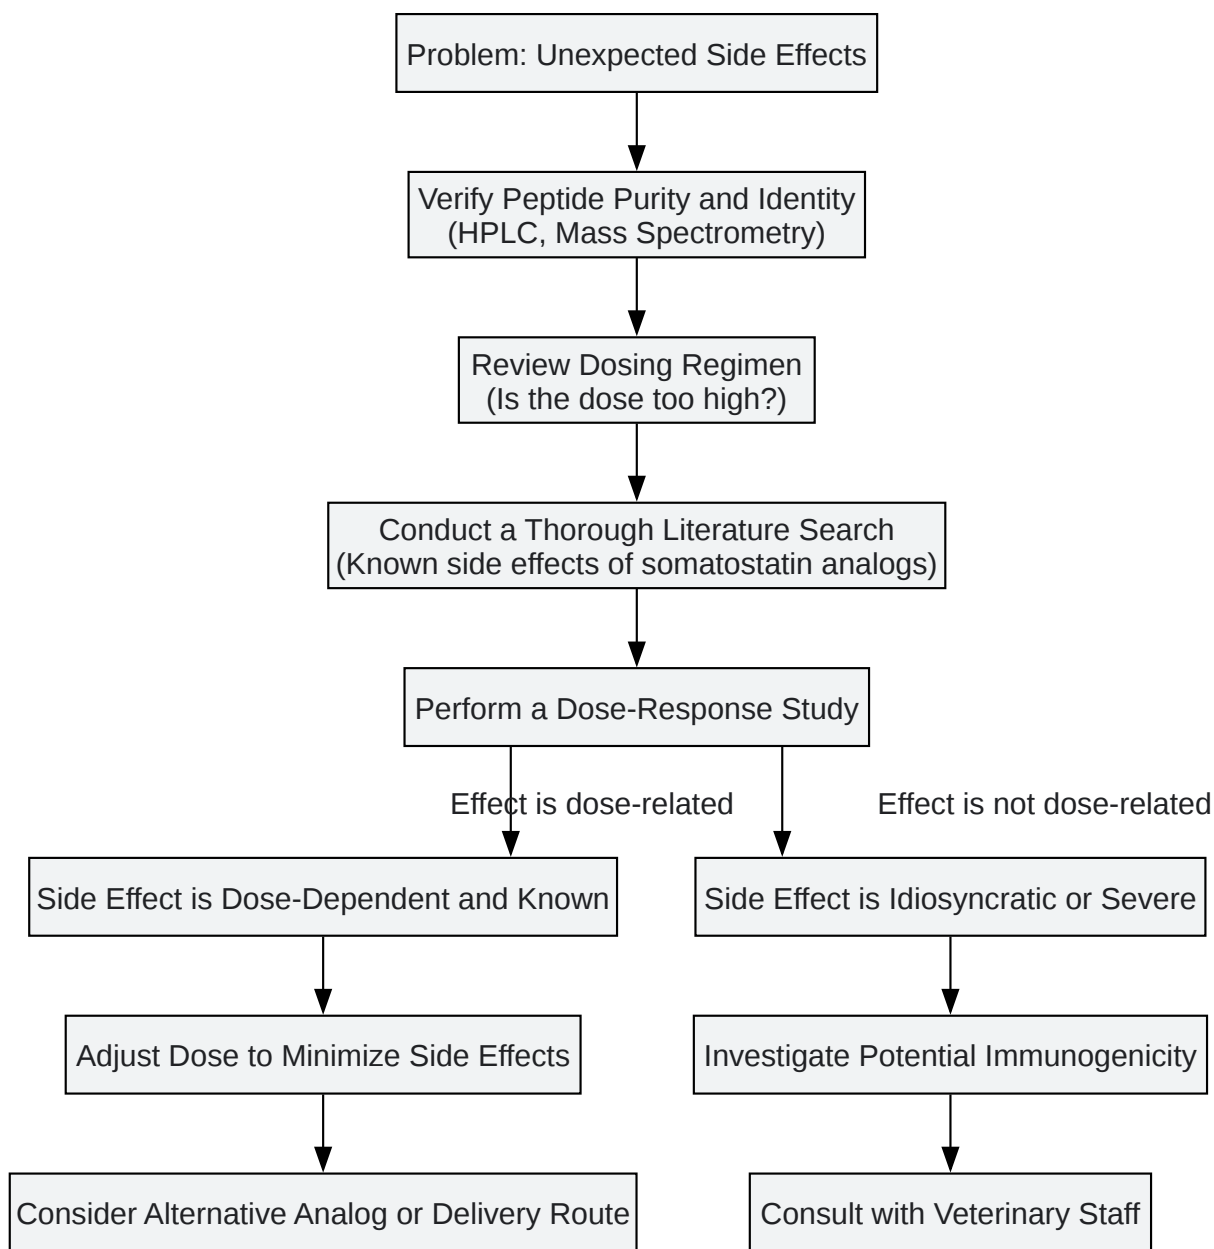 Problem: Unexpected Side Effects
Verify Peptide Purity and Identity
(HPLC, Mass Spectrometry)
Review Dosing Regimen
(Is the dose too high?)
Conduct a Thorough Literature Search
(Known side effects of somatostatin analogs)
Perform a Dose-Response Study
Effect is dose-related
Effect is not dose-related
Side Effect is Dose-Dependent and Known
Side Effect is Idiosyncratic or Severe
Adjust Dose to Minimize Side Effects
Investigate Potential Immunogenicity
Consider Alternative Analog or Delivery Route
Consult with Veterinary Staff